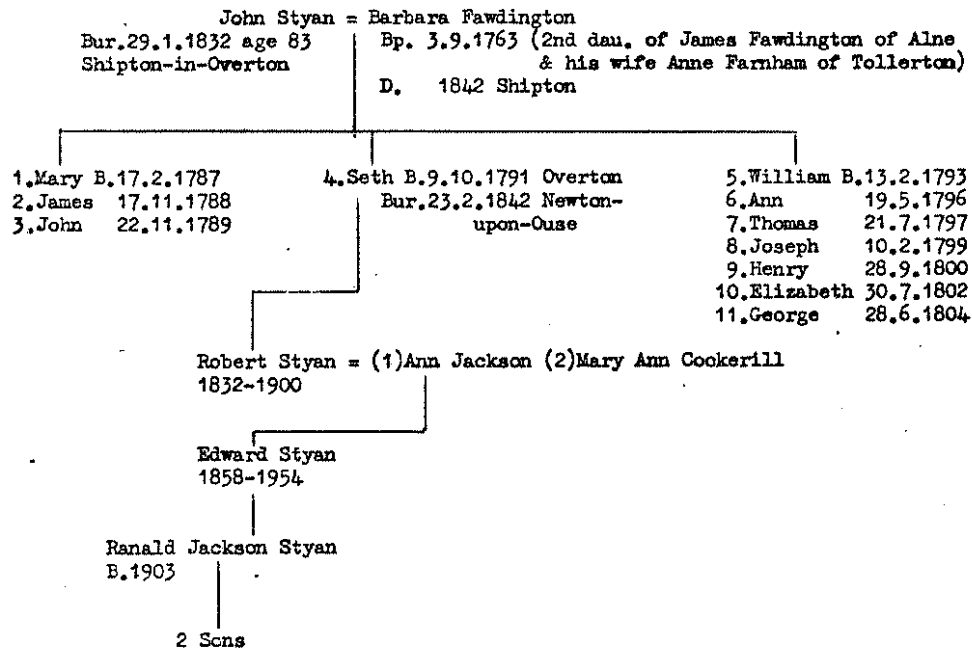 John Styan = Barbara Fawdington
Bur.29.1.1832 age 83
Shipton-in-Overton
Bp. 3.9.1763 (2nd dau. of James Fawdington of Alne
& his wife Anne Farnham of Tollerton)
D. 1842 Shipton
1.Mary B.17.2.1787
2.James 17.11.1788
3.John 22.11.1789
4.Seth B.9.10.1791 Overton
Bur.23.2.1842 Newton-
upon-Ouse
5.William B.13.2.1793
6.Ann 19.5.1796
7.Thomas 21.7.1797
8.Joseph 10.2.1799
9.Henry 28.9.1800
10.Elizabeth 30.7.1802
11.George 28.6.1804
Robert Styan = (1)Ann Jackson (2)Mary Ann Cookerill
1832-1900
Edward Styan
1858-1954
Ranald Jackson Styan
B.1903
2 Sons